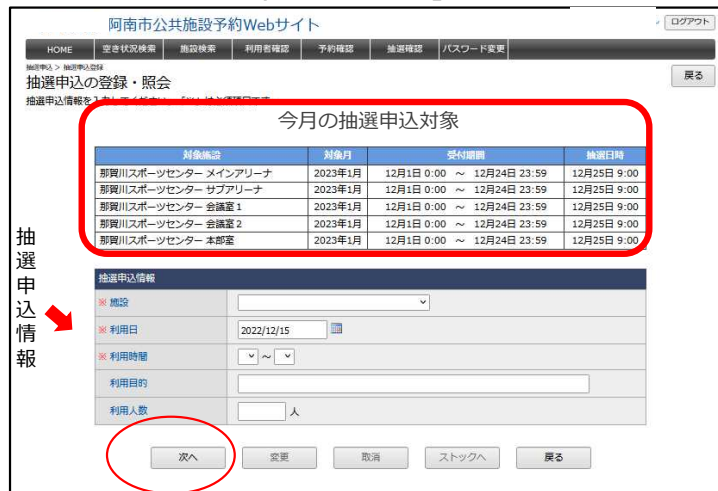 阿南市公共施設予約Webサイト
ログアウト
HOME 空き状況検索 施設検索 利用者確認 予約確認 抽選確認 パスワード変更
抽選申込 > 抽選申込登録
抽選申込の登録・照会
戻る
今月の抽選申込対象
対象施設 対象月 受付期間 抽選日時
那賀川スポーツセンター メインアリーナ 2023年1月 12月1日 0:00 ～ 12月24日 23:59 12月25日 9:00
那賀川スポーツセンター サブアリーナ 2023年1月 12月1日 0:00 ～ 12月24日 23:59 12月25日 9:00
那賀川スポーツセンター 会議室1 2023年1月 12月1日 0:00 ～ 12月24日 23:59 12月25日 9:00
那賀川スポーツセンター 会議室2 2023年1月 12月1日 0:00 ～ 12月24日 23:59 12月25日 9:00
那賀川スポーツセンター 本部室 2023年1月 12月1日 0:00 ～ 12月24日 23:59 12月25日 9:00
抽選申込情報
抽選申込情報
※ 施設
※ 利用日 2022/12/15
※ 利用時間 ～
利用目的
利用人数 人
次へ 変更 取消 ストックへ 戻る